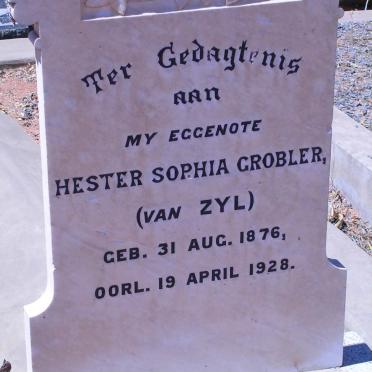 Ter Gedagtenis
aan
MY EGGENOTE
HESTER SOPHIA GROBLER,
(VAN ZYL)
GEB. 31 AUG. 1876,
OORL. 19 APRIL 1928.